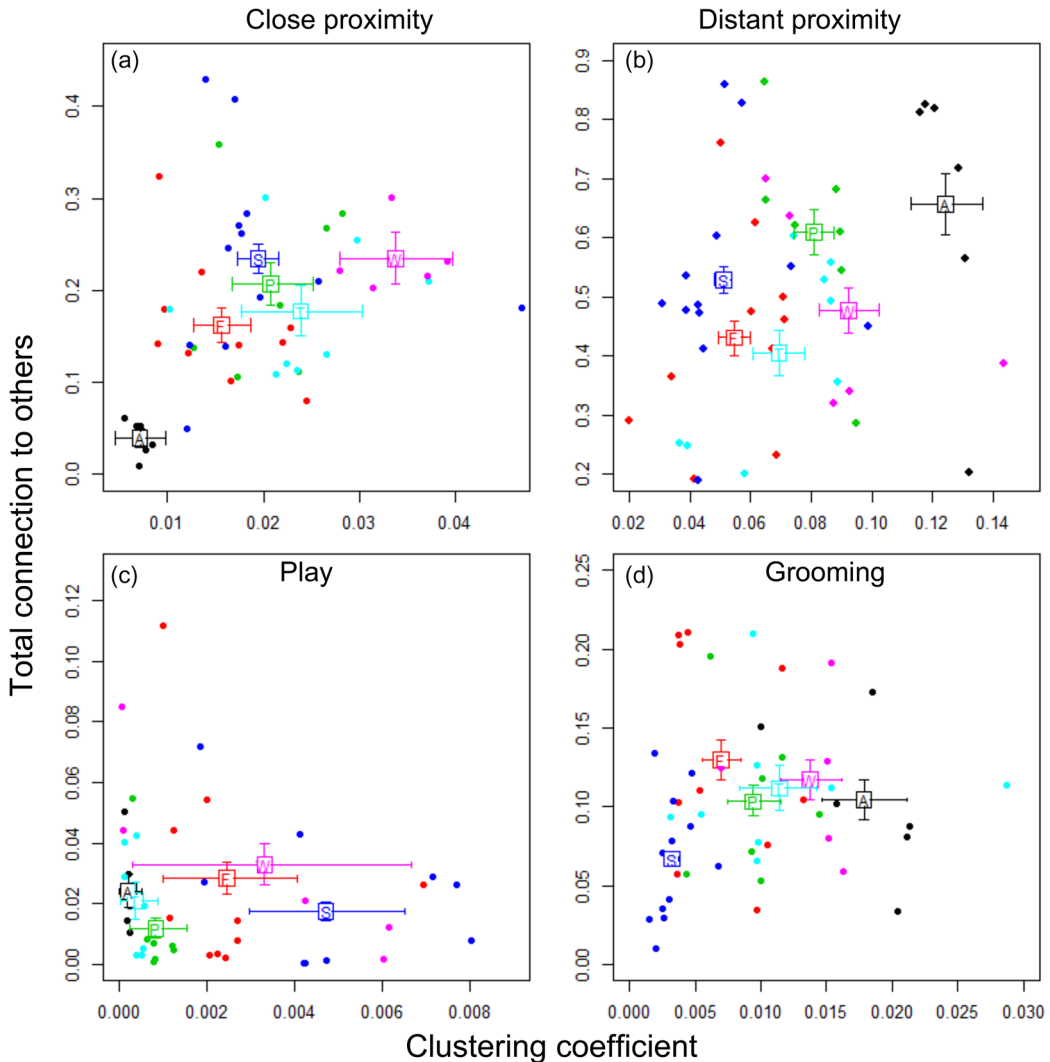 Close proximity
Distant proximity
(a)
(b)
0.4
0.3
0.2
0.1
0.0
S
W
P
T
F
A
0.01 0.02 0.03 0.04
0.9
0.8
0.7
0.6
0.5
0.4
0.3
0.2
A
P
S
W
F
T
0.02 0.04 0.06 0.08 0.10 0.12 0.14
Total connection to others
(c)
Play
(d)
Grooming
0.12
0.10
0.08
0.06
0.04
0.02
0.00
W
F
A
T
S
P
0.000 0.002 0.004 0.006 0.008
0.25
0.20
0.15
0.10
0.05
0.00
F
W
T
P
A
S
0.000 0.005 0.010 0.015 0.020 0.025 0.030
Clustering coefficient